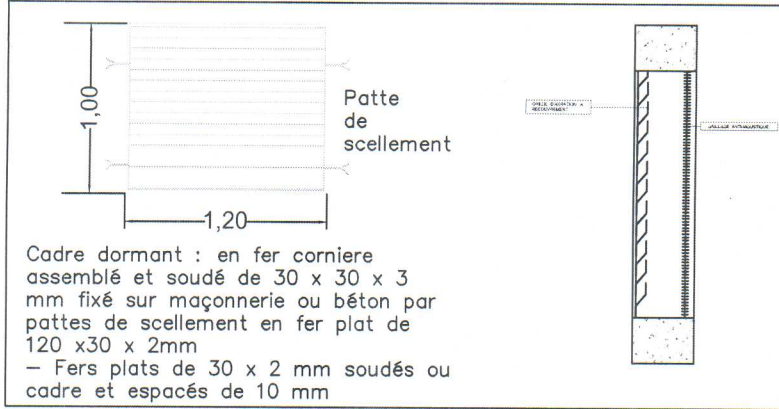 1,00
Patte
de
scellement
1,20
Cadre dormant : en fer corniere
assemblé et soudé de 30 x 30 x 3
mm fixé sur maçonnerie ou béton par
pattes de scellement en fer plat de
120 x30 x 2mm
— Fers plats de 30 x 2 mm soudés ou
cadre et espacés de 10 mm
RECOUVREMENT